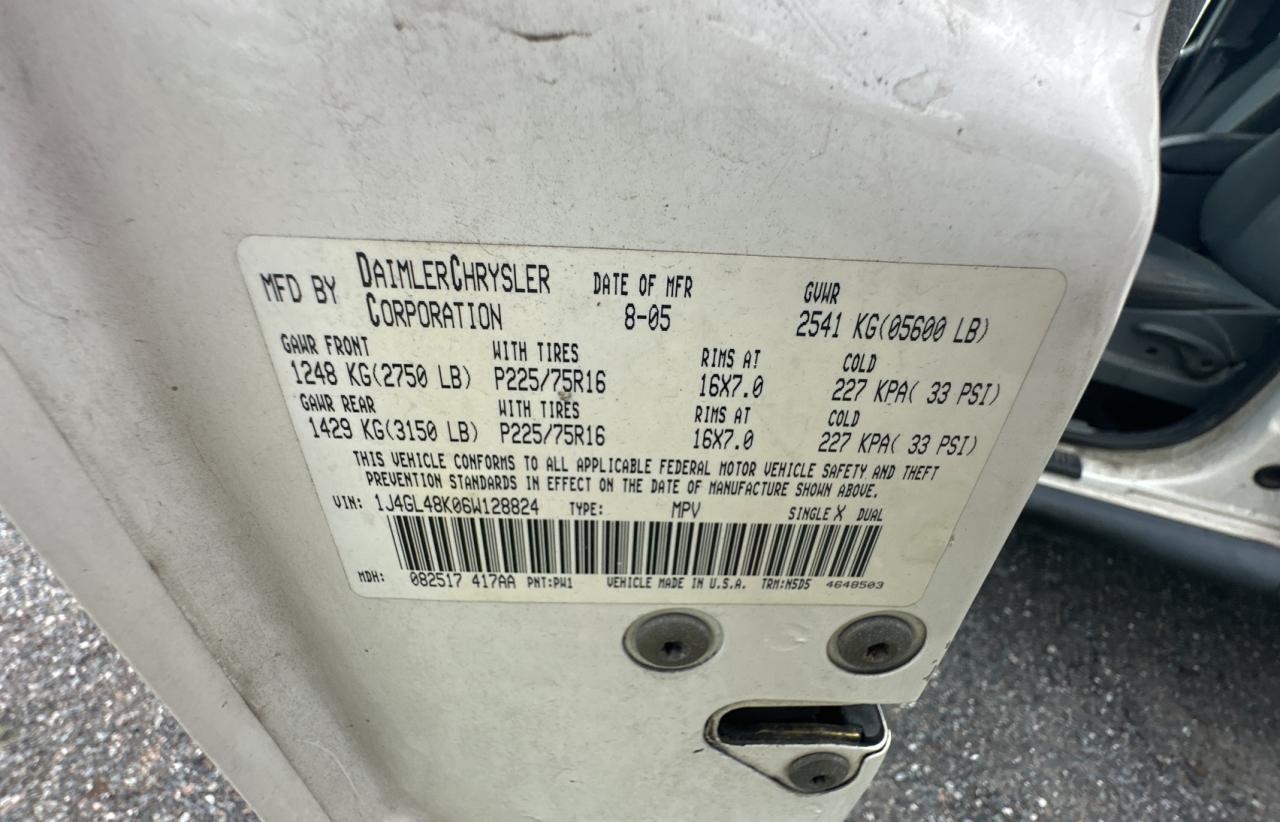 MFD BY DAIMLERCHRYSLER CORPORATION DATE OF MFR 8-05 GVWR 2541 KG(05600 LB)
GAWR FRONT WITH TIRES RIMS AT COLD
1248 KG(2750 LB) P225/75R16 16X7.0 227 KPA( 33 PSI)
GAWR REAR WITH TIRES RIMS AT COLD
1429 KG(3150 LB) P225/75R16 16X7.0 227 KPA( 33 PSI)
THIS VEHICLE CONFORMS TO ALL APPLICABLE FEDERAL MOTOR VEHICLE SAFETY AND THEFT
PREVENTION STANDARDS IN EFFECT ON THE DATE OF MANUFACTURE SHOWN ABOVE.
VIN: 1J4GL48K06W128824 TYPE: MPV SINGLE X DUAL
MDH: 082517 417AA PNT:PW1 VEHICLE MADE IN U.S.A. TRM:N5D5 4648503